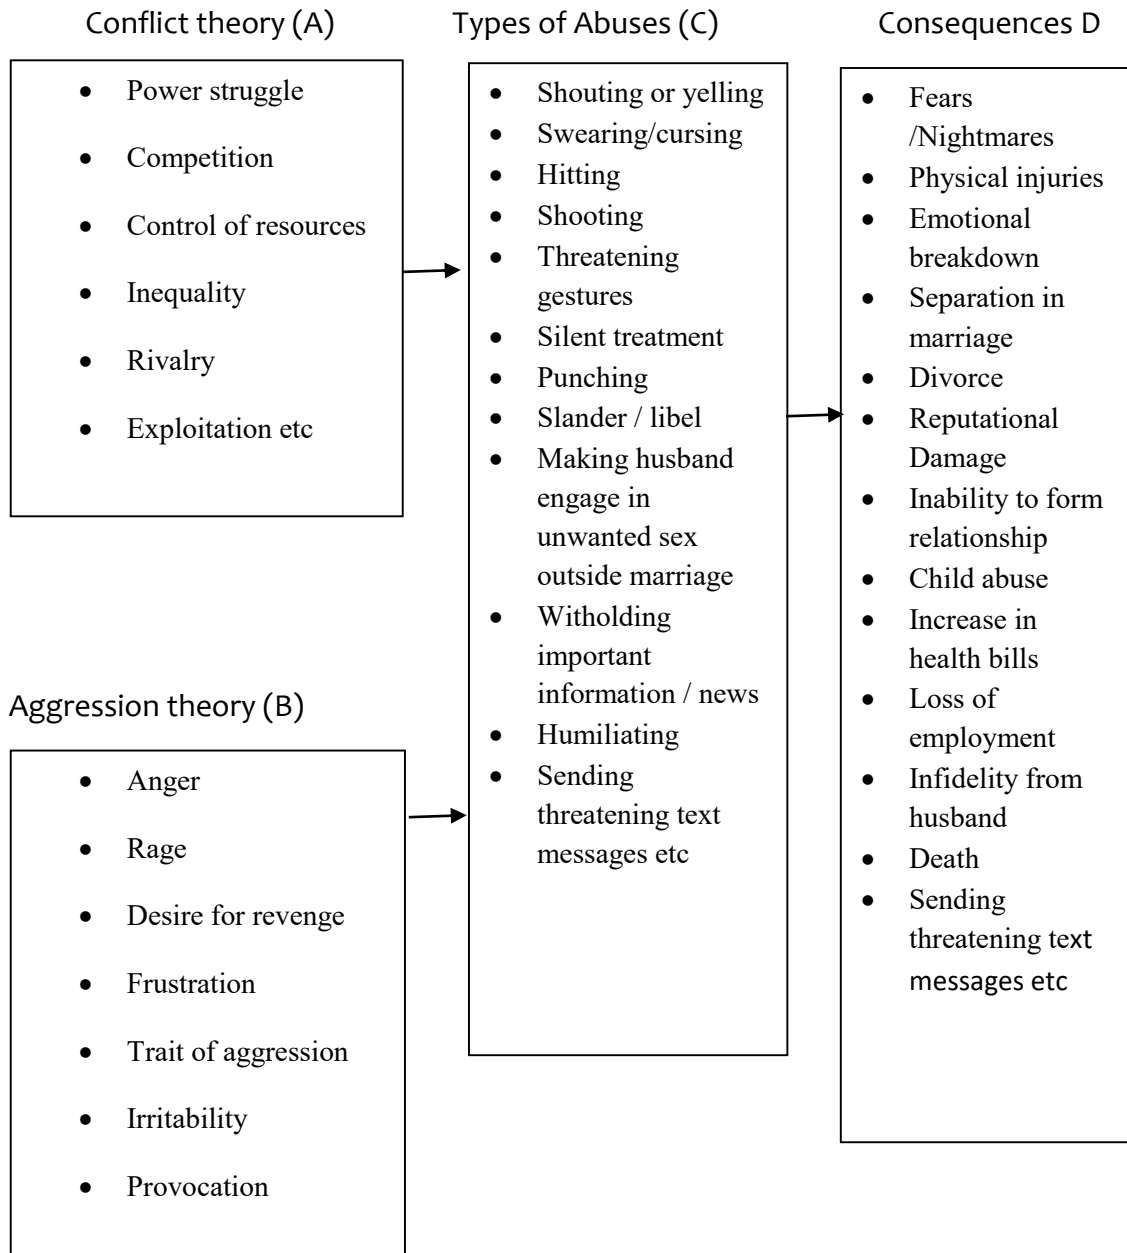 Conflict theory (A)
• Power struggle
• Competition
• Control of resources
• Inequality
• Rivalry
• Exploitation etc
Aggression theory (B)
• Anger
• Rage
• Desire for revenge
• Frustration
• Trait of aggression
• Irritability
• Provocation
Types of Abuses (C)
• Shouting or yelling
• Swearing/cursing
• Hitting
• Shooting
• Threatening
gestures
• Silent treatment
• Punching
• Slander / libel
• Making husband
engage in
unwanted sex
outside marriage
• Witholding
important
information / news
• Humiliating
• Sending
threatening text
messages etc
Consequences D
• Fears
/Nightmares
• Physical injuries
• Emotional
breakdown
• Separation in
marriage
• Divorce
• Reputational
Damage
• Inability to form
relationship
• Child abuse
• Increase in
health bills
• Loss of
employment
• Infidelity from
husband
• Death
• Sending
threatening text
messages etc